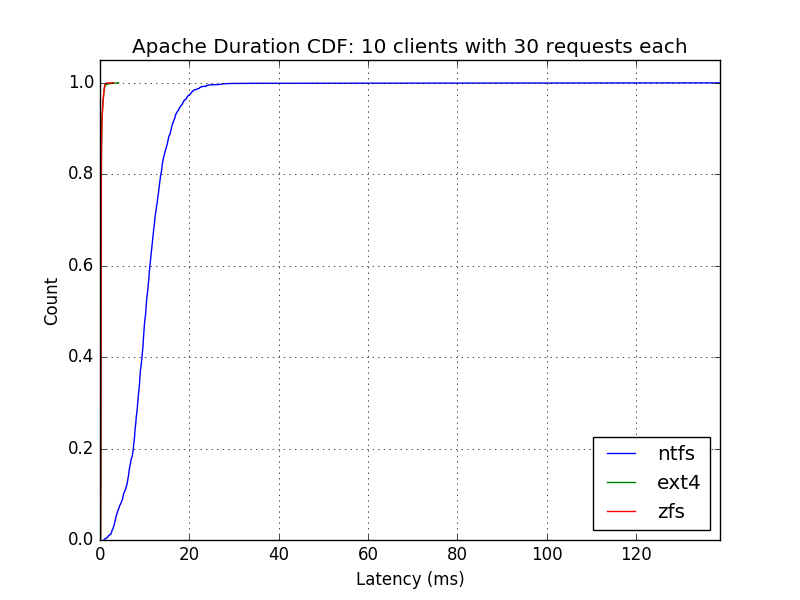 Apache Duration CDF: 10 clients with 30 requests each
1.0
0.8
0.6
0.4
0.2
0.0
Count
0 20 40 60 80 100 120
Latency (ms)
ntfs
ext4
zfs